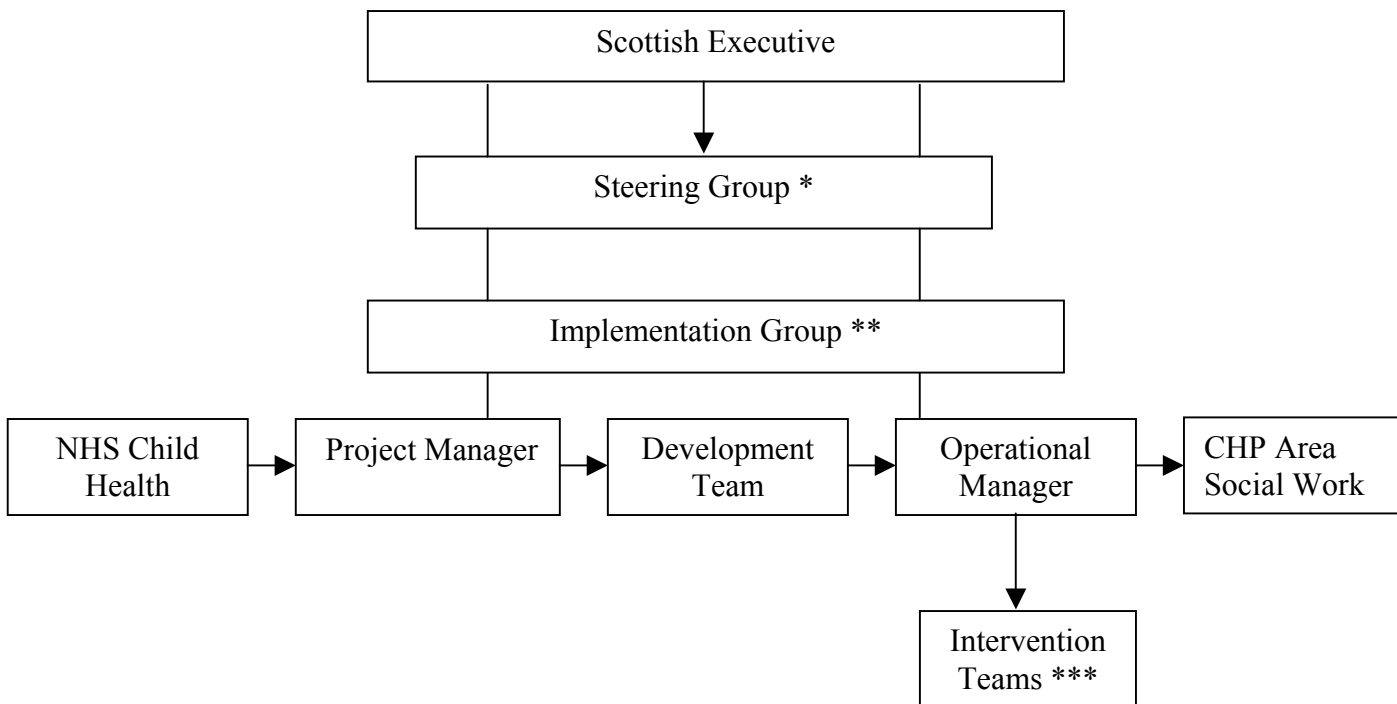 Scottish Executive
Steering Group *
Implementation Group **
NHS Child
Health
Project Manager
Development
Team
Operational
Manager
CHP Area
Social Work
Intervention
Teams ***